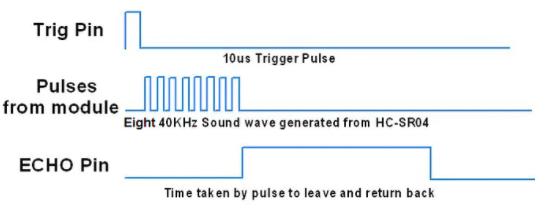 Trig Pin
10us Trigger Pulse
Pulses
from module
Eight 40KHz Sound wave generated from HC-SR04
ECHO Pin
Time taken by pulse to leave and return back